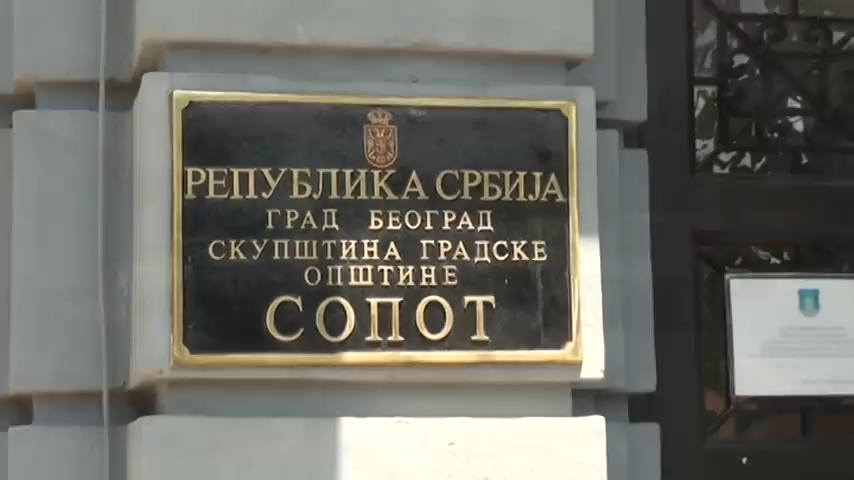 РЕПУБЛИКА СРБИЈА
ГРАД БЕОГРАД
СКУПШТИНА ГРАДСКЕ
ОПШТИНЕ
СОПОТ